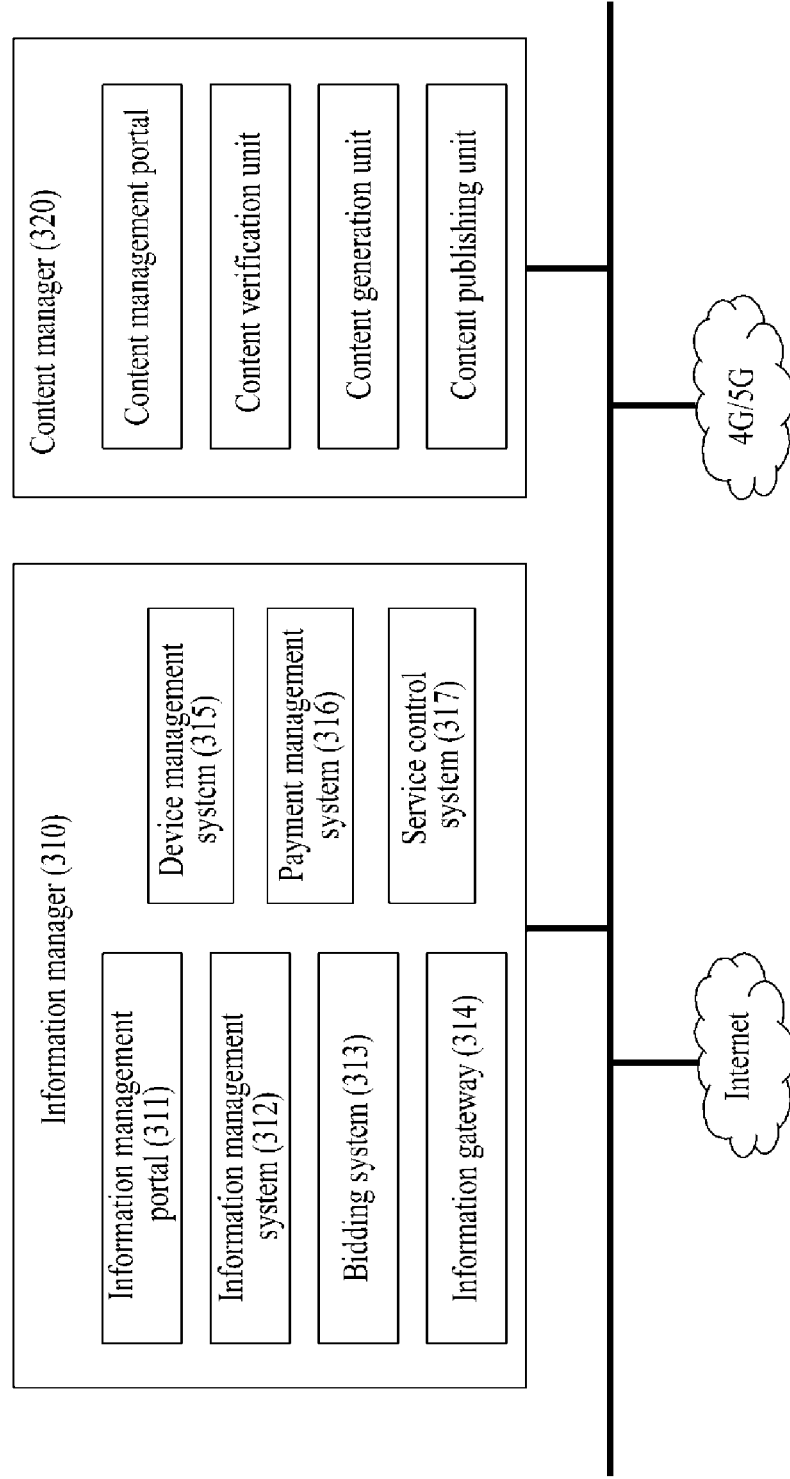 Information manager (310)
Information management
portal (311)
Information management
system (312)
Bidding system (313)
Information gateway (314)
Device management
system (315)
Payment management
system (316)
Service control
system (317)
Content manager (320)
Content management portal
Content verification unit
Content generation unit
Content publishing unit
Internet
4G/5G